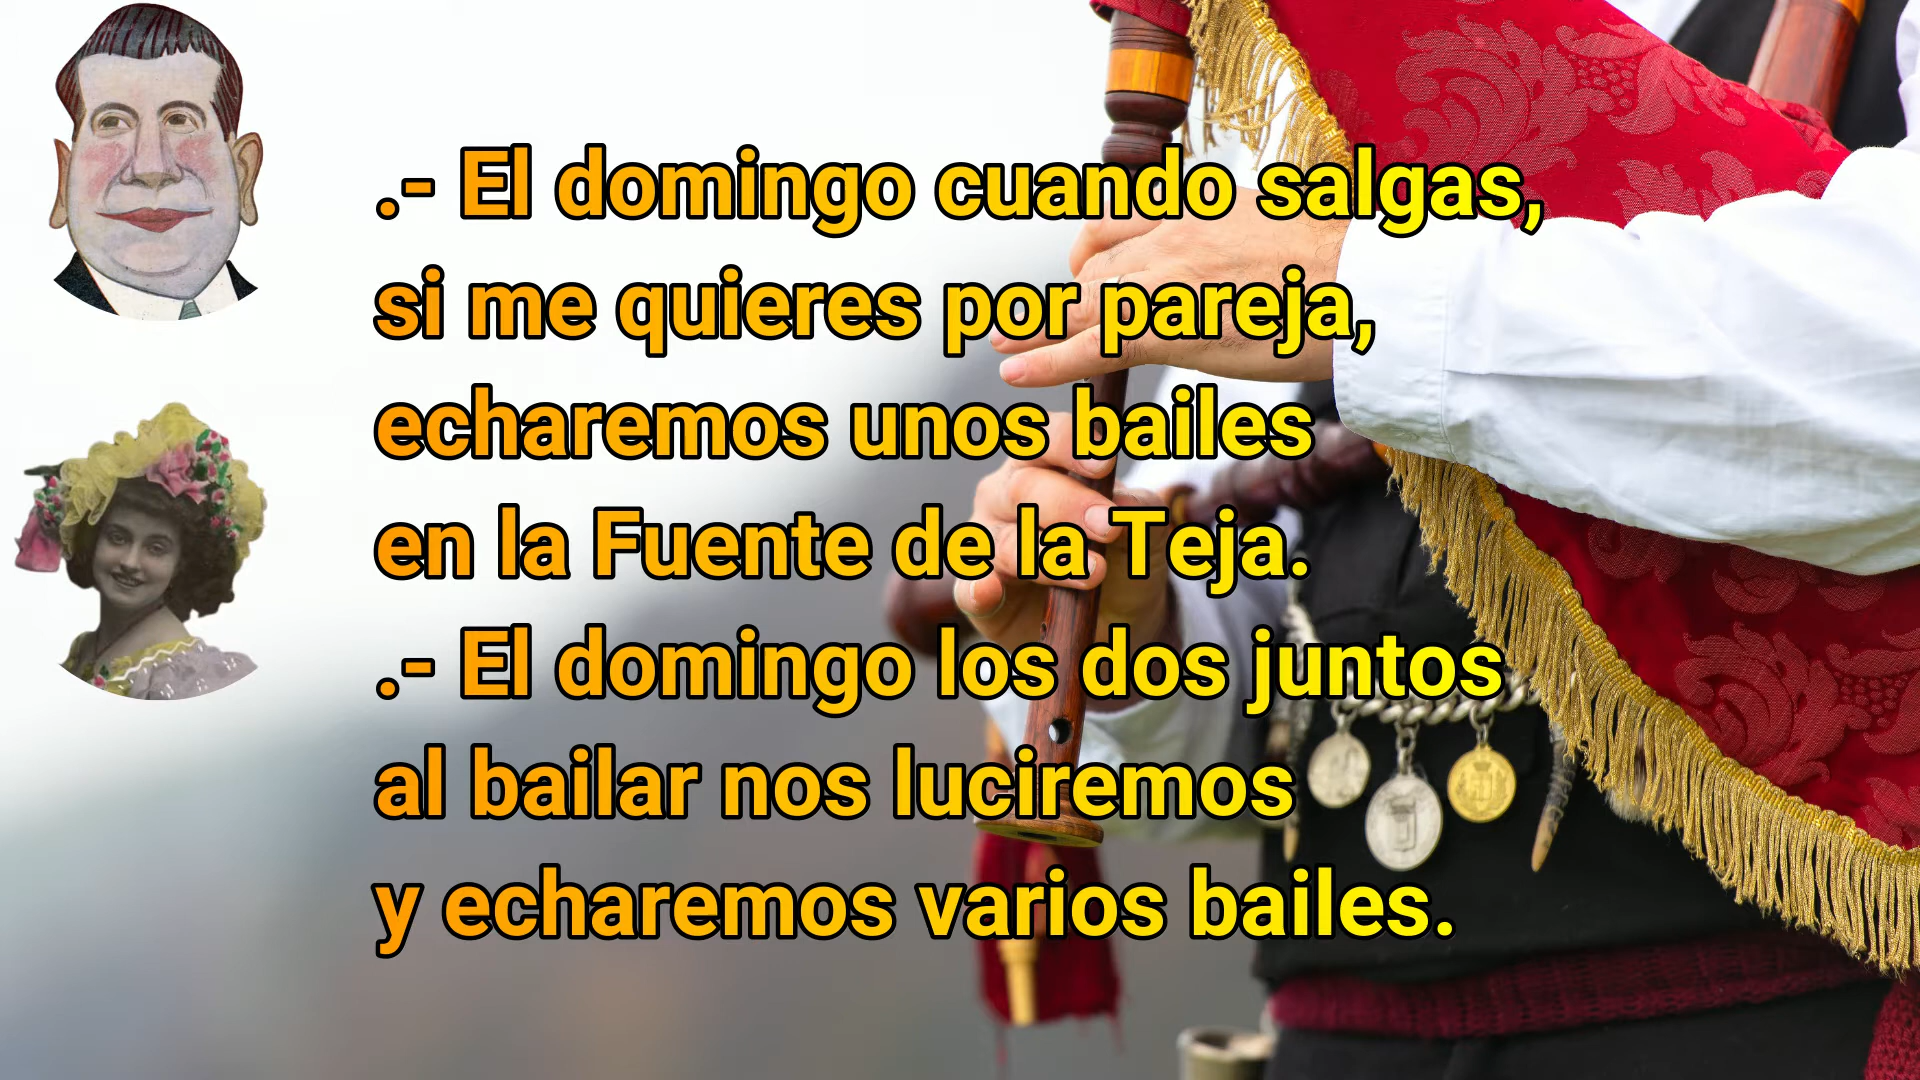 .- El domingo cuando salgas,
si me quieres por pareja,
echaremos unos bailes
en la Fuente de la Teja.
.- El domingo los dos juntos
al bailar nos luciremos
y echaremos varios bailes.